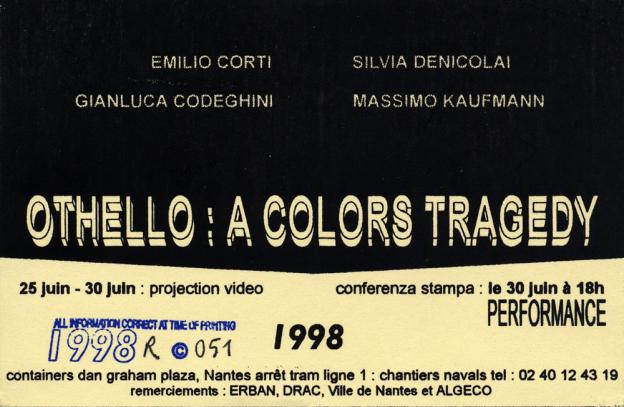 EMILIO CORTI SILVIA DENICOLAI
GIANLUCA CODEGHINI MASSIMO KAUFMANN
OTHELLO : A COLORS TRAGEDY
25 juin - 30 juin : projection video conferenza stampa : le 30 juin à 18h
PERFORMANCE
ALL INFORMATION CORRECT AT TIME OF PRINTING
1998 R © 051 1998
containers dan graham plaza, Nantes arrêt tram ligne 1 : chantiers navals tel : 02 40 12 43 19
remerciements : ERBAN, DRAC, Ville de Nantes et ALGECO